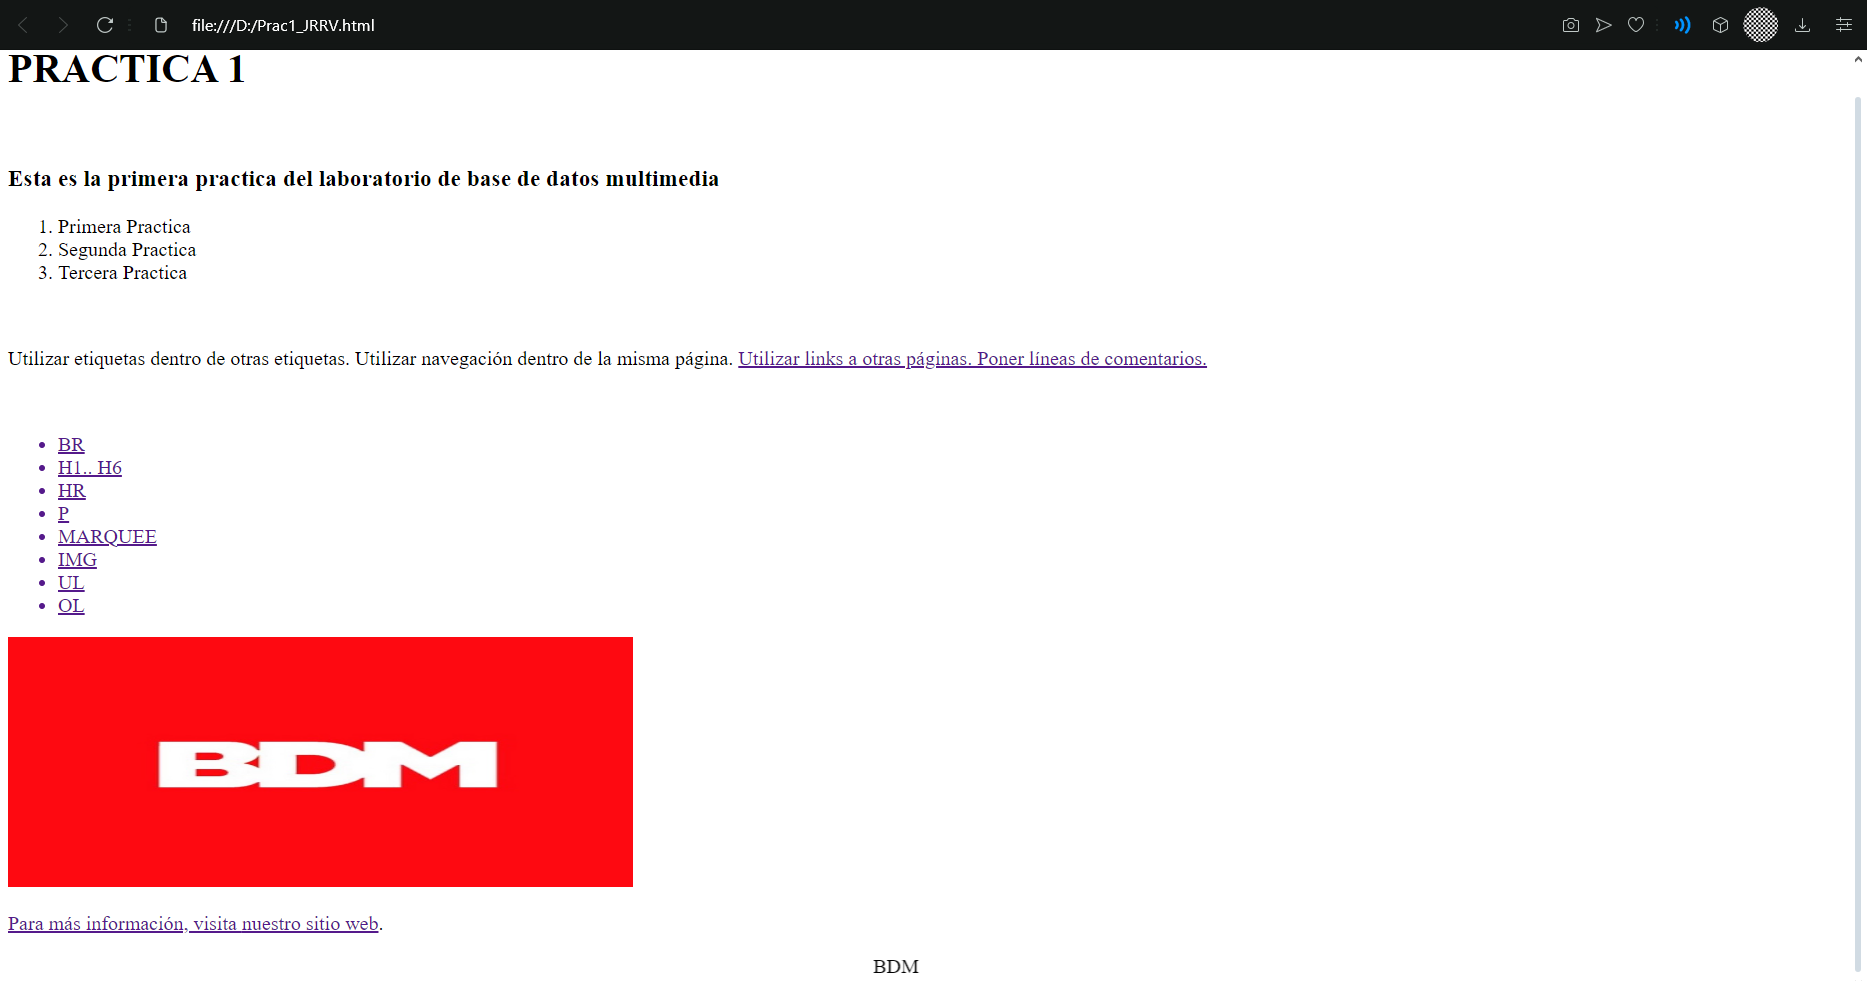 file:///D:/Prac1_JRRV.html
PRACTICA 1
Esta es la primera practica del laboratorio de base de datos multimedia
1. Primera Practica
2. Segunda Practica
3. Tercera Practica
Utilizar etiquetas dentro de otras etiquetas. Utilizar navegación dentro de la misma página. Utilizar links a otras páginas. Poner líneas de comentarios.
• BR
• H1.. H6
• HR
• P
• MARQUEE
• IMG
• UL
• OL
BDM
Para más información, visita nuestro sitio web.
BDM